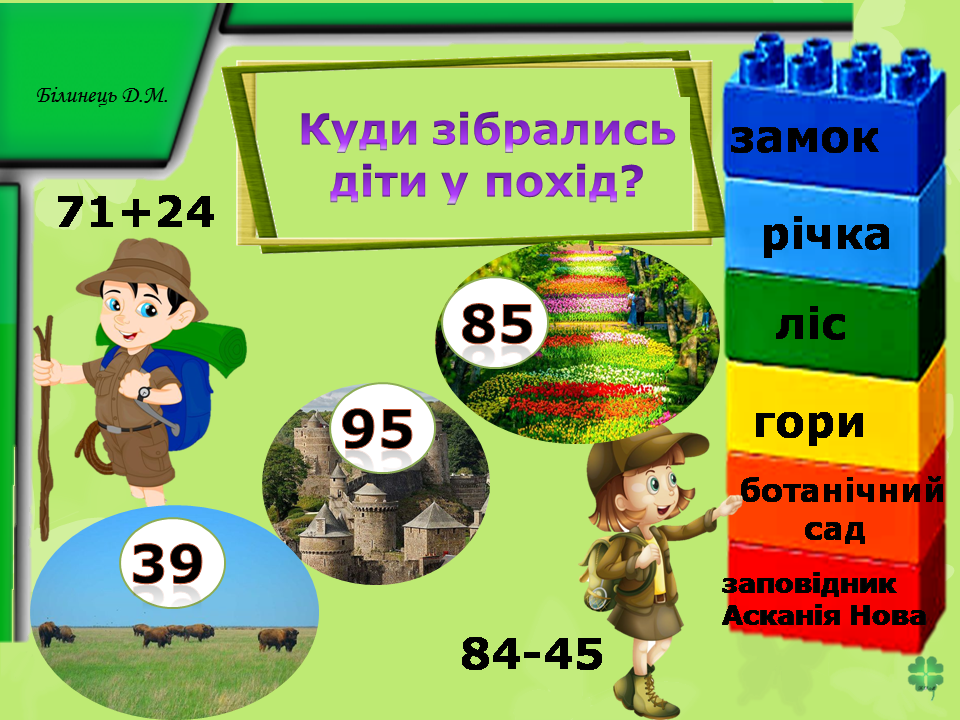 Білинець Д.М.
Куди зібрались
діти у похід?
71+24
85
95
39
84-45
замок
річка
ліс
гори
ботанічний
сад
заповідник
Асканія Нова